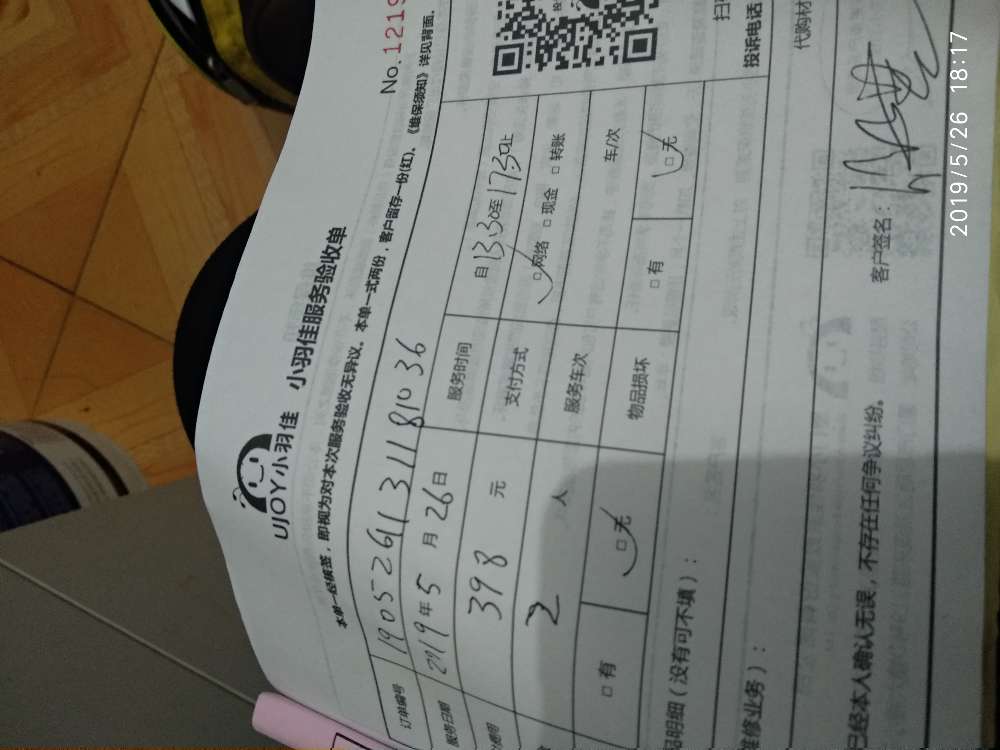 No.1219
UJOY小羽佳 小羽佳服务验收单
本单一经核签，即视为对本次服务验收无异议。本单一式两份，客户留存一份(红)。《维保须知》详见背面。
订单编号 190526113118 1036
服务日期 2019年5月26日 服务时间 自13:30至17:30止
398 元 支付方式 □网络 □现金 □转账
2 人 服务车次 车/次
□有 □无 物品损坏 □有 □无
品明细（没有可不填）：
维修业务）：
投诉电话
代购材
已经本人确认无误，不存在任何争议纠纷。 客户签名：
2019/5/26 18:17